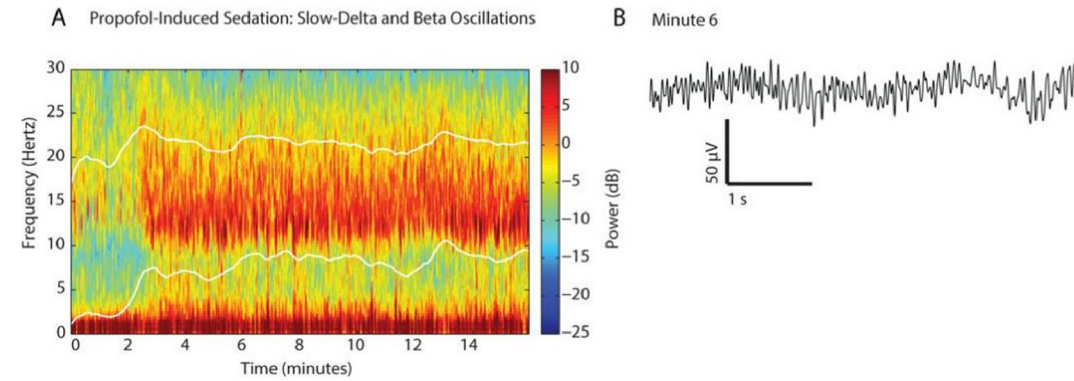 A Propofol-Induced Sedation: Slow-Delta and Beta Oscillations
B Minute 6
30
25
20
15
10
5
0
Frequency (Hertz)
0 2 4 6 8 10 12 14
Time (minutes)
10
5
0
−5
−10
−15
−20
−25
Power (dB)
50 μV
1 s